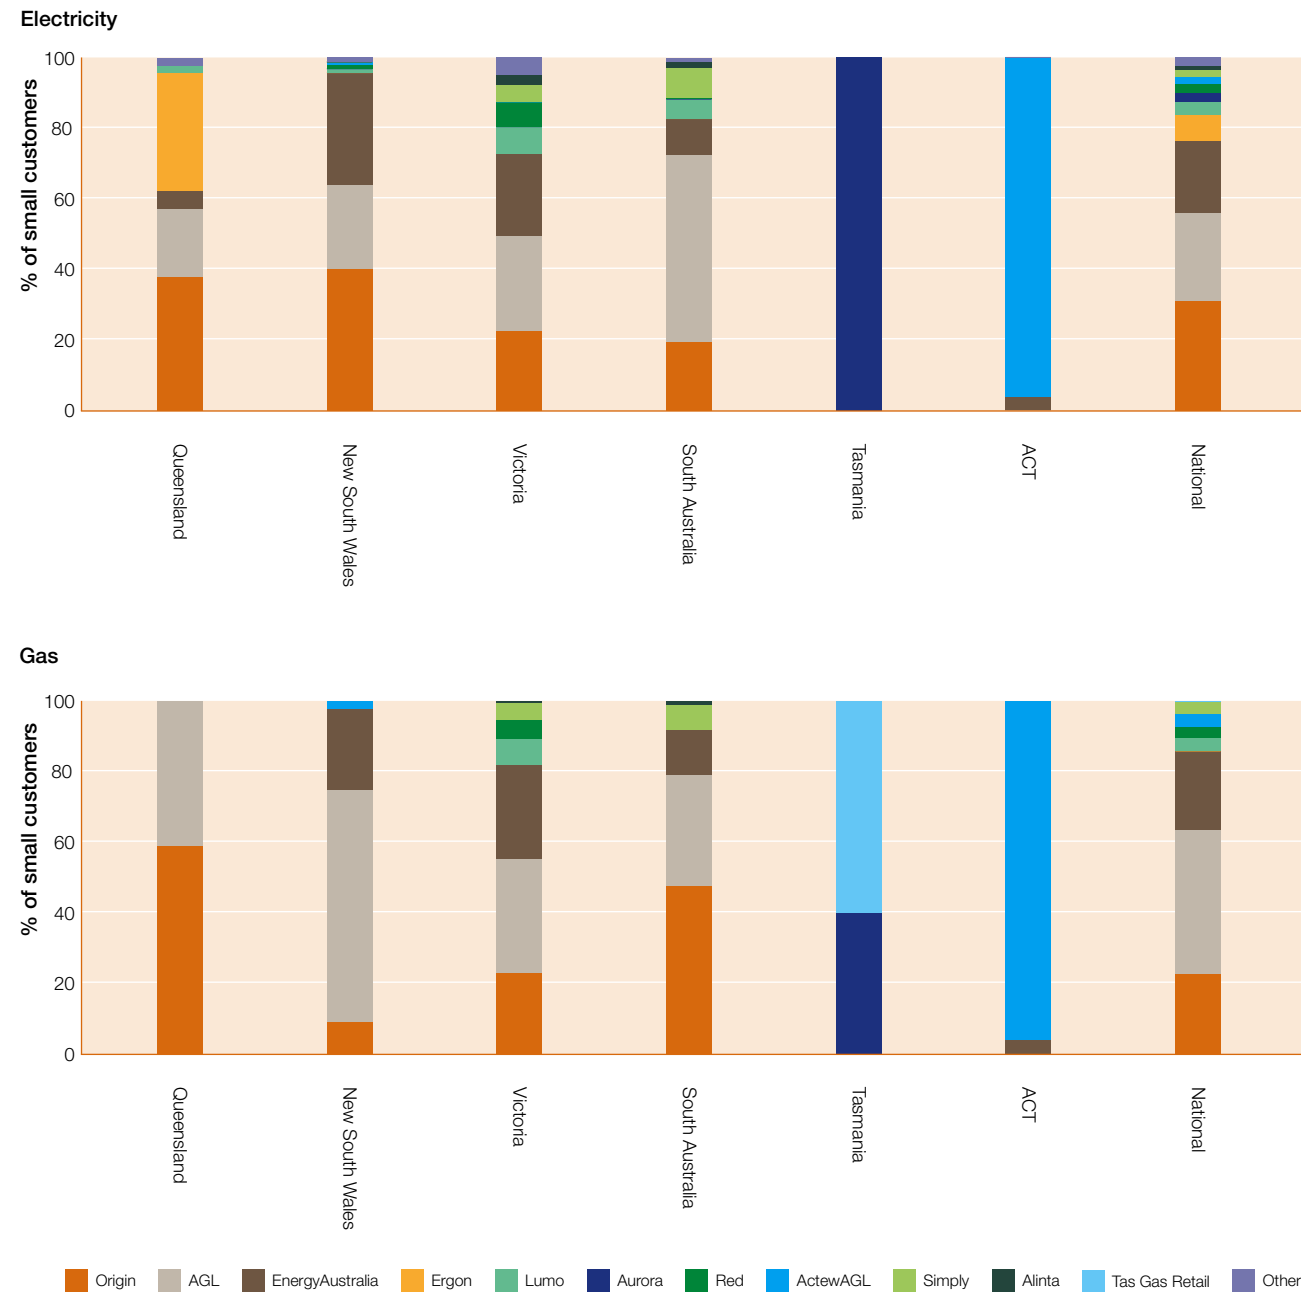 Electricity
% of small customers
100
80
60
40
20
0
Queensland
New South Wales
Victoria
South Australia
Tasmania
ACT
National
Gas
% of small customers
100
80
60
40
20
0
Queensland
New South Wales
Victoria
South Australia
Tasmania
ACT
National
Origin AGL EnergyAustralia Ergon Lumo Aurora Red ActewAGL Simply Alinta Tas Gas Retail Other